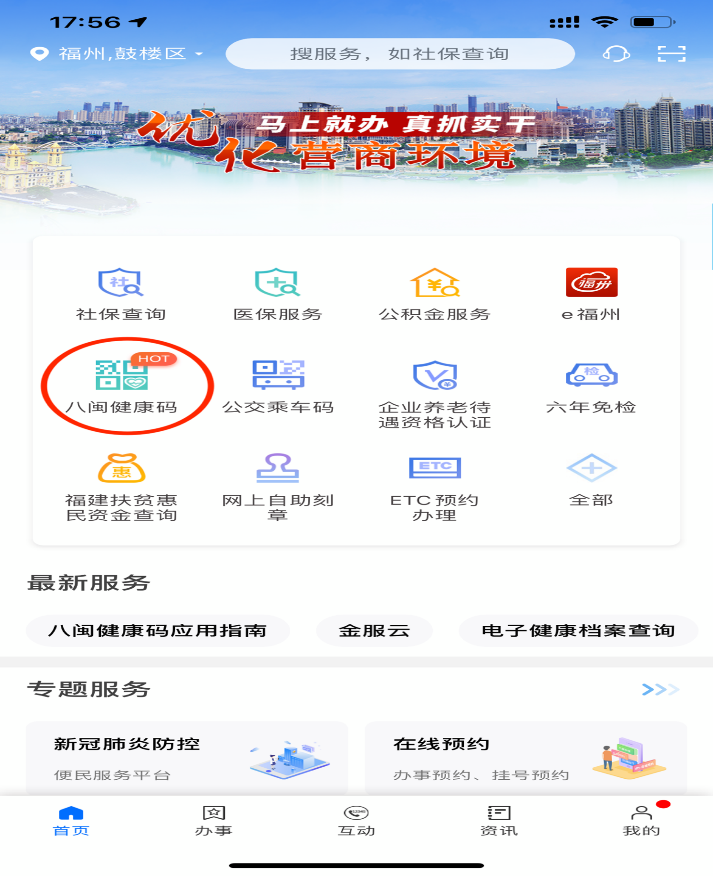 17:56
福州,鼓楼区
搜服务，如社保查询
马上就办 真抓实干
优化营商环境
社
社保查询
医保服务
公积金服务
福州
e福州
HOT
八闽健康码
公交乘车码
企业养老待
遇资格认证
检
六年免检
惠
福建扶贫惠
民资金查询
网上自助刻
章
ETC
ETC预约
办理
全部
最新服务
八闽健康码应用指南
金服云
电子健康档案查询
专题服务
新冠肺炎防控
便民服务平台
在线预约
办事预约、挂号预约
首页
办事
互动
资讯
我的